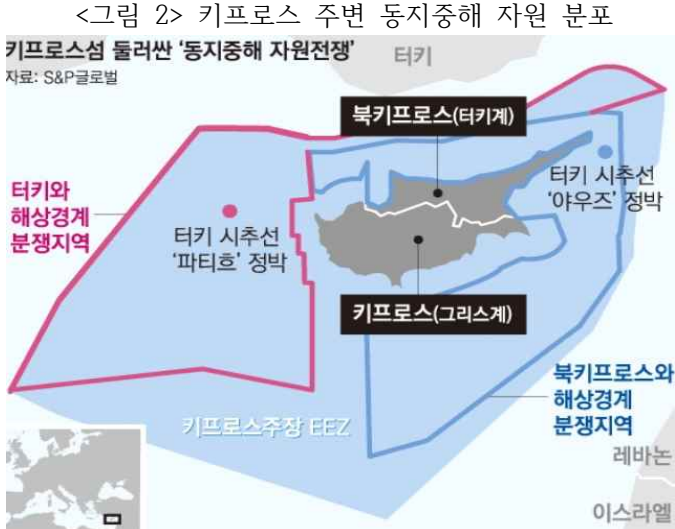 <그림 2> 키프로스 주변 동지중해 자원 분포
키프로스섬 둘러싼 ‘동지중해 자원전쟁’
자료: S&P글로벌
터키
북키프로스(터키계)
터키와
해상경계
분쟁지역
터키 시추선
‘파티흐’ 정박
터키 시추선
‘야우즈’ 정박
키프로스(그리스계)
북키프로스와
해상경계
분쟁지역
키프로스주장 EEZ
레바논
이스라엘